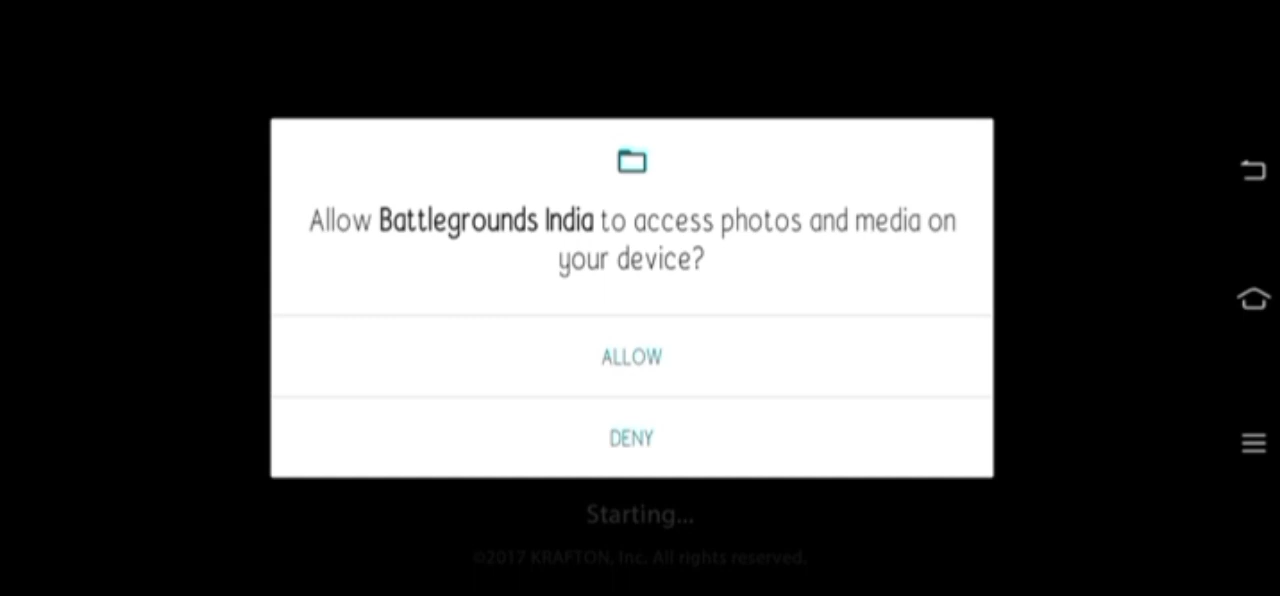 Allow Battlegrounds India to access photos and media on
your device?
ALLOW
DENY
Starting...
©2017 KRAFTON, Inc. All rights reserved.